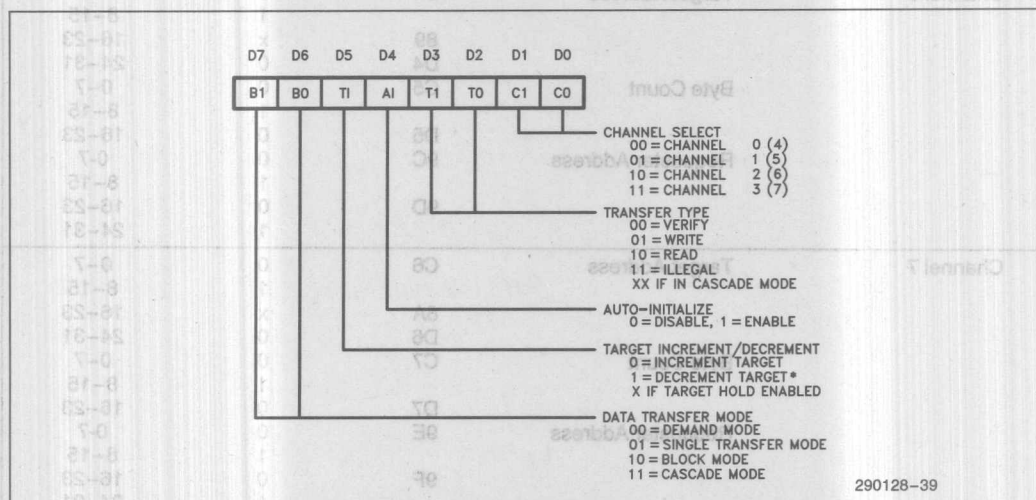 D7 D6 D5 D4 D3 D2 D1 D0
B1 B0 TI AI T1 T0 C1 C0
CHANNEL SELECT
00 = CHANNEL 0 (4)
01 = CHANNEL 1 (5)
10 = CHANNEL 2 (6)
11 = CHANNEL 3 (7)
TRANSFER TYPE
00 = VERIFY
01 = WRITE
10 = READ
11 = ILLEGAL
XX IF IN CASCADE MODE
AUTO-INITIALIZE
0 = DISABLE, 1 = ENABLE
TARGET INCREMENT/DECREMENT
0 = INCREMENT TARGET
1 = DECREMENT TARGET*
X IF TARGET HOLD ENABLED
DATA TRANSFER MODE
00 = DEMAND MODE
01 = SINGLE TRANSFER MODE
10 = BLOCK MODE
11 = CASCADE MODE
290128-39